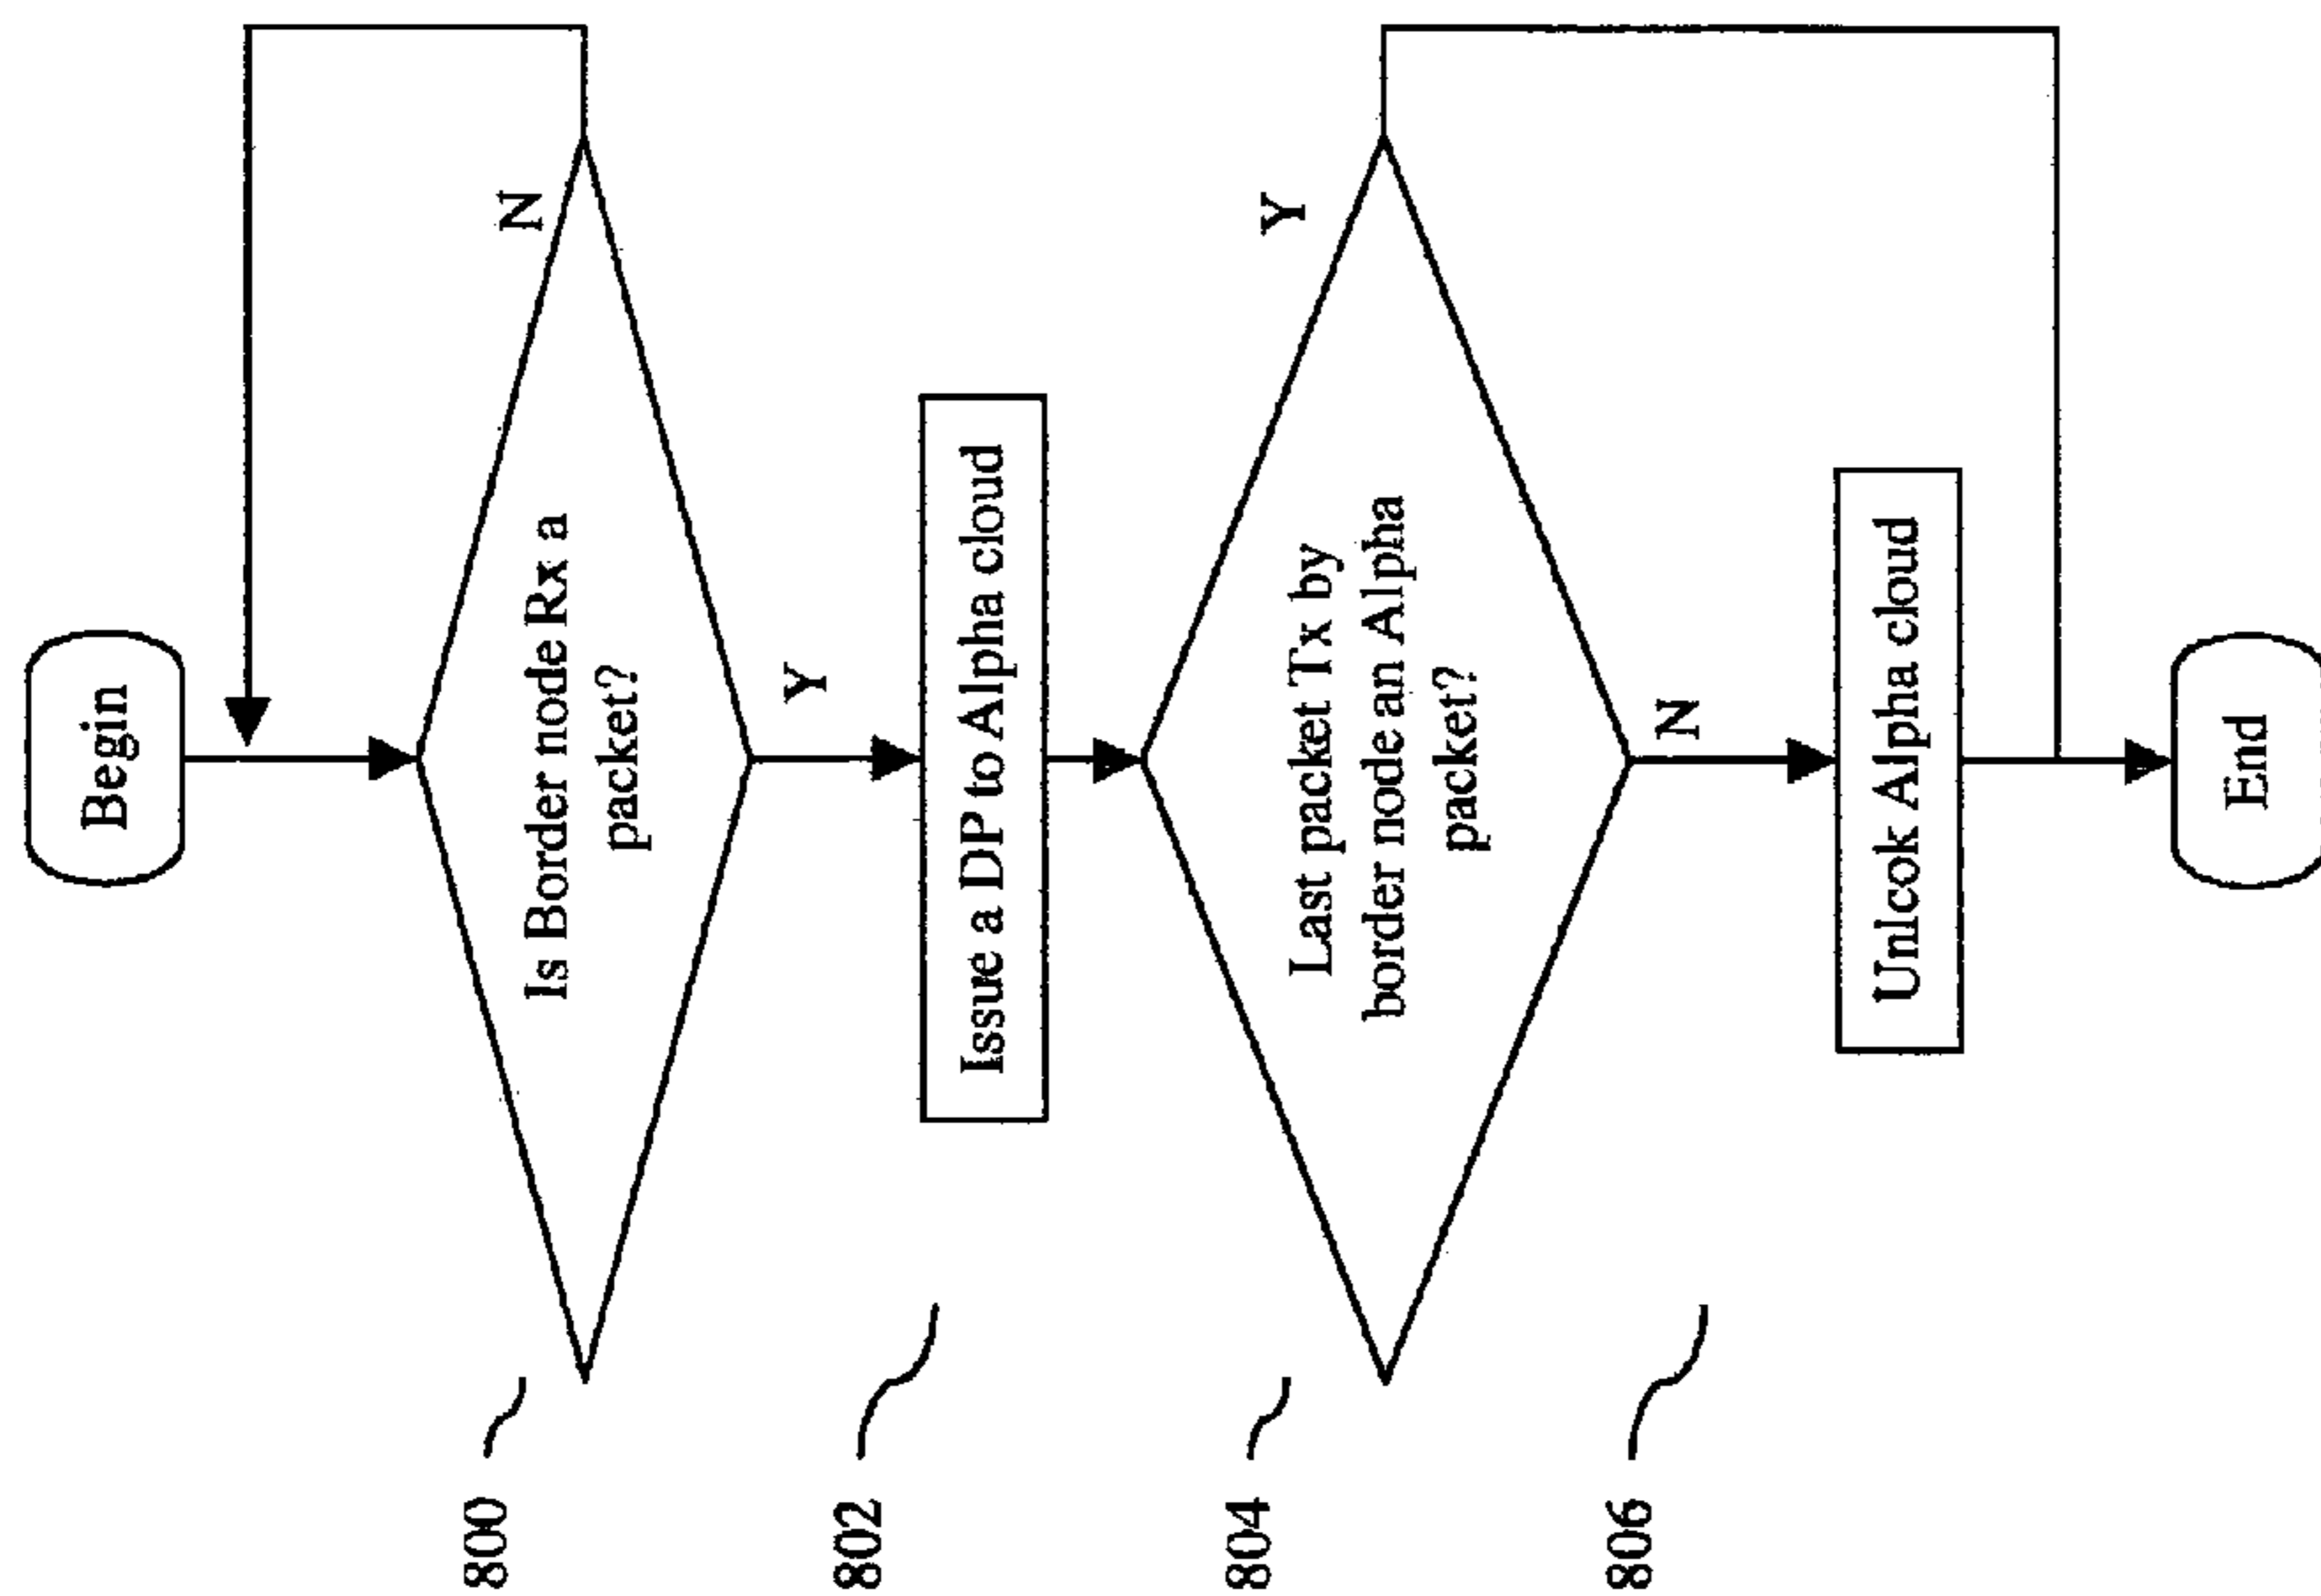 Begin
800
Is Border node Rx a
packet?
N
Y
802
Issue a DP to Alpha cloud
804
Last packet Tx by
border node an Alpha
packet?
Y
N
806
Unlcok Alpha cloud
End